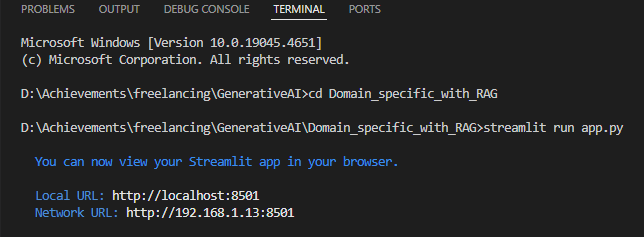 PROBLEMS OUTPUT DEBUG CONSOLE TERMINAL PORTS
Microsoft Windows [Version 10.0.19045.4651]
(c) Microsoft Corporation. All rights reserved.
D:\Achievements\freelancing\GenerativeAI>cd Domain_specific_with_RAG
D:\Achievements\freelancing\GenerativeAI\Domain_specific_with_RAG>streamlit run app.py
You can now view your Streamlit app in your browser.
Local URL: http://localhost:8501
Network URL: http://192.168.1.13:8501